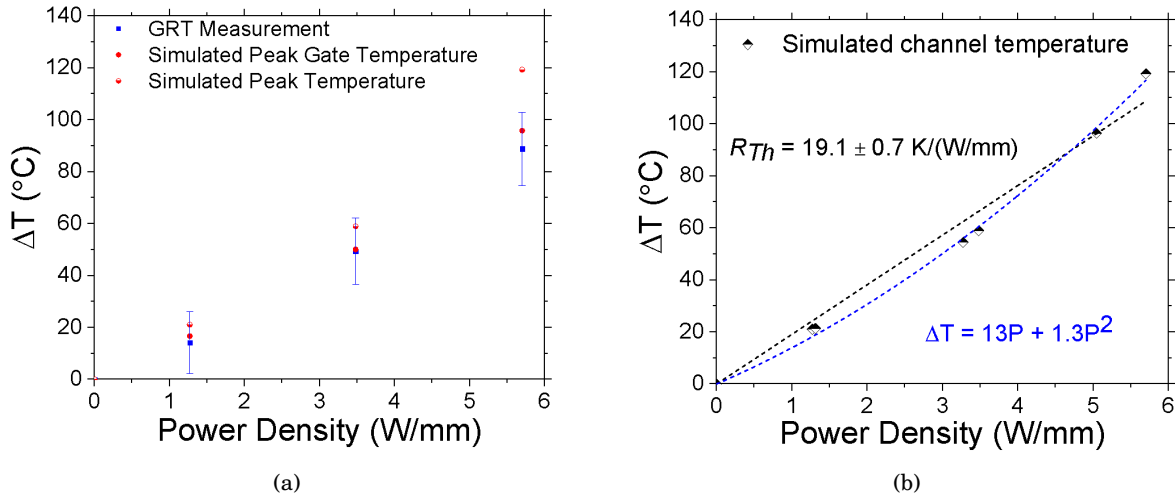 140
120
100
80
60
40
20
0
ΔT (°C)
GRT Measurement
Simulated Peak Gate Temperature
Simulated Peak Temperature
0 1 2 3 4 5 6
Power Density (W/mm)
(a)
140
120
100
80
60
40
20
0
ΔT (°C)
Simulated channel temperature
R_Th = 19.1 ± 0.7 K/(W/mm)
ΔT = 13P + 1.3P²
0 1 2 3 4 5 6
Power Density (W/mm)
(b)